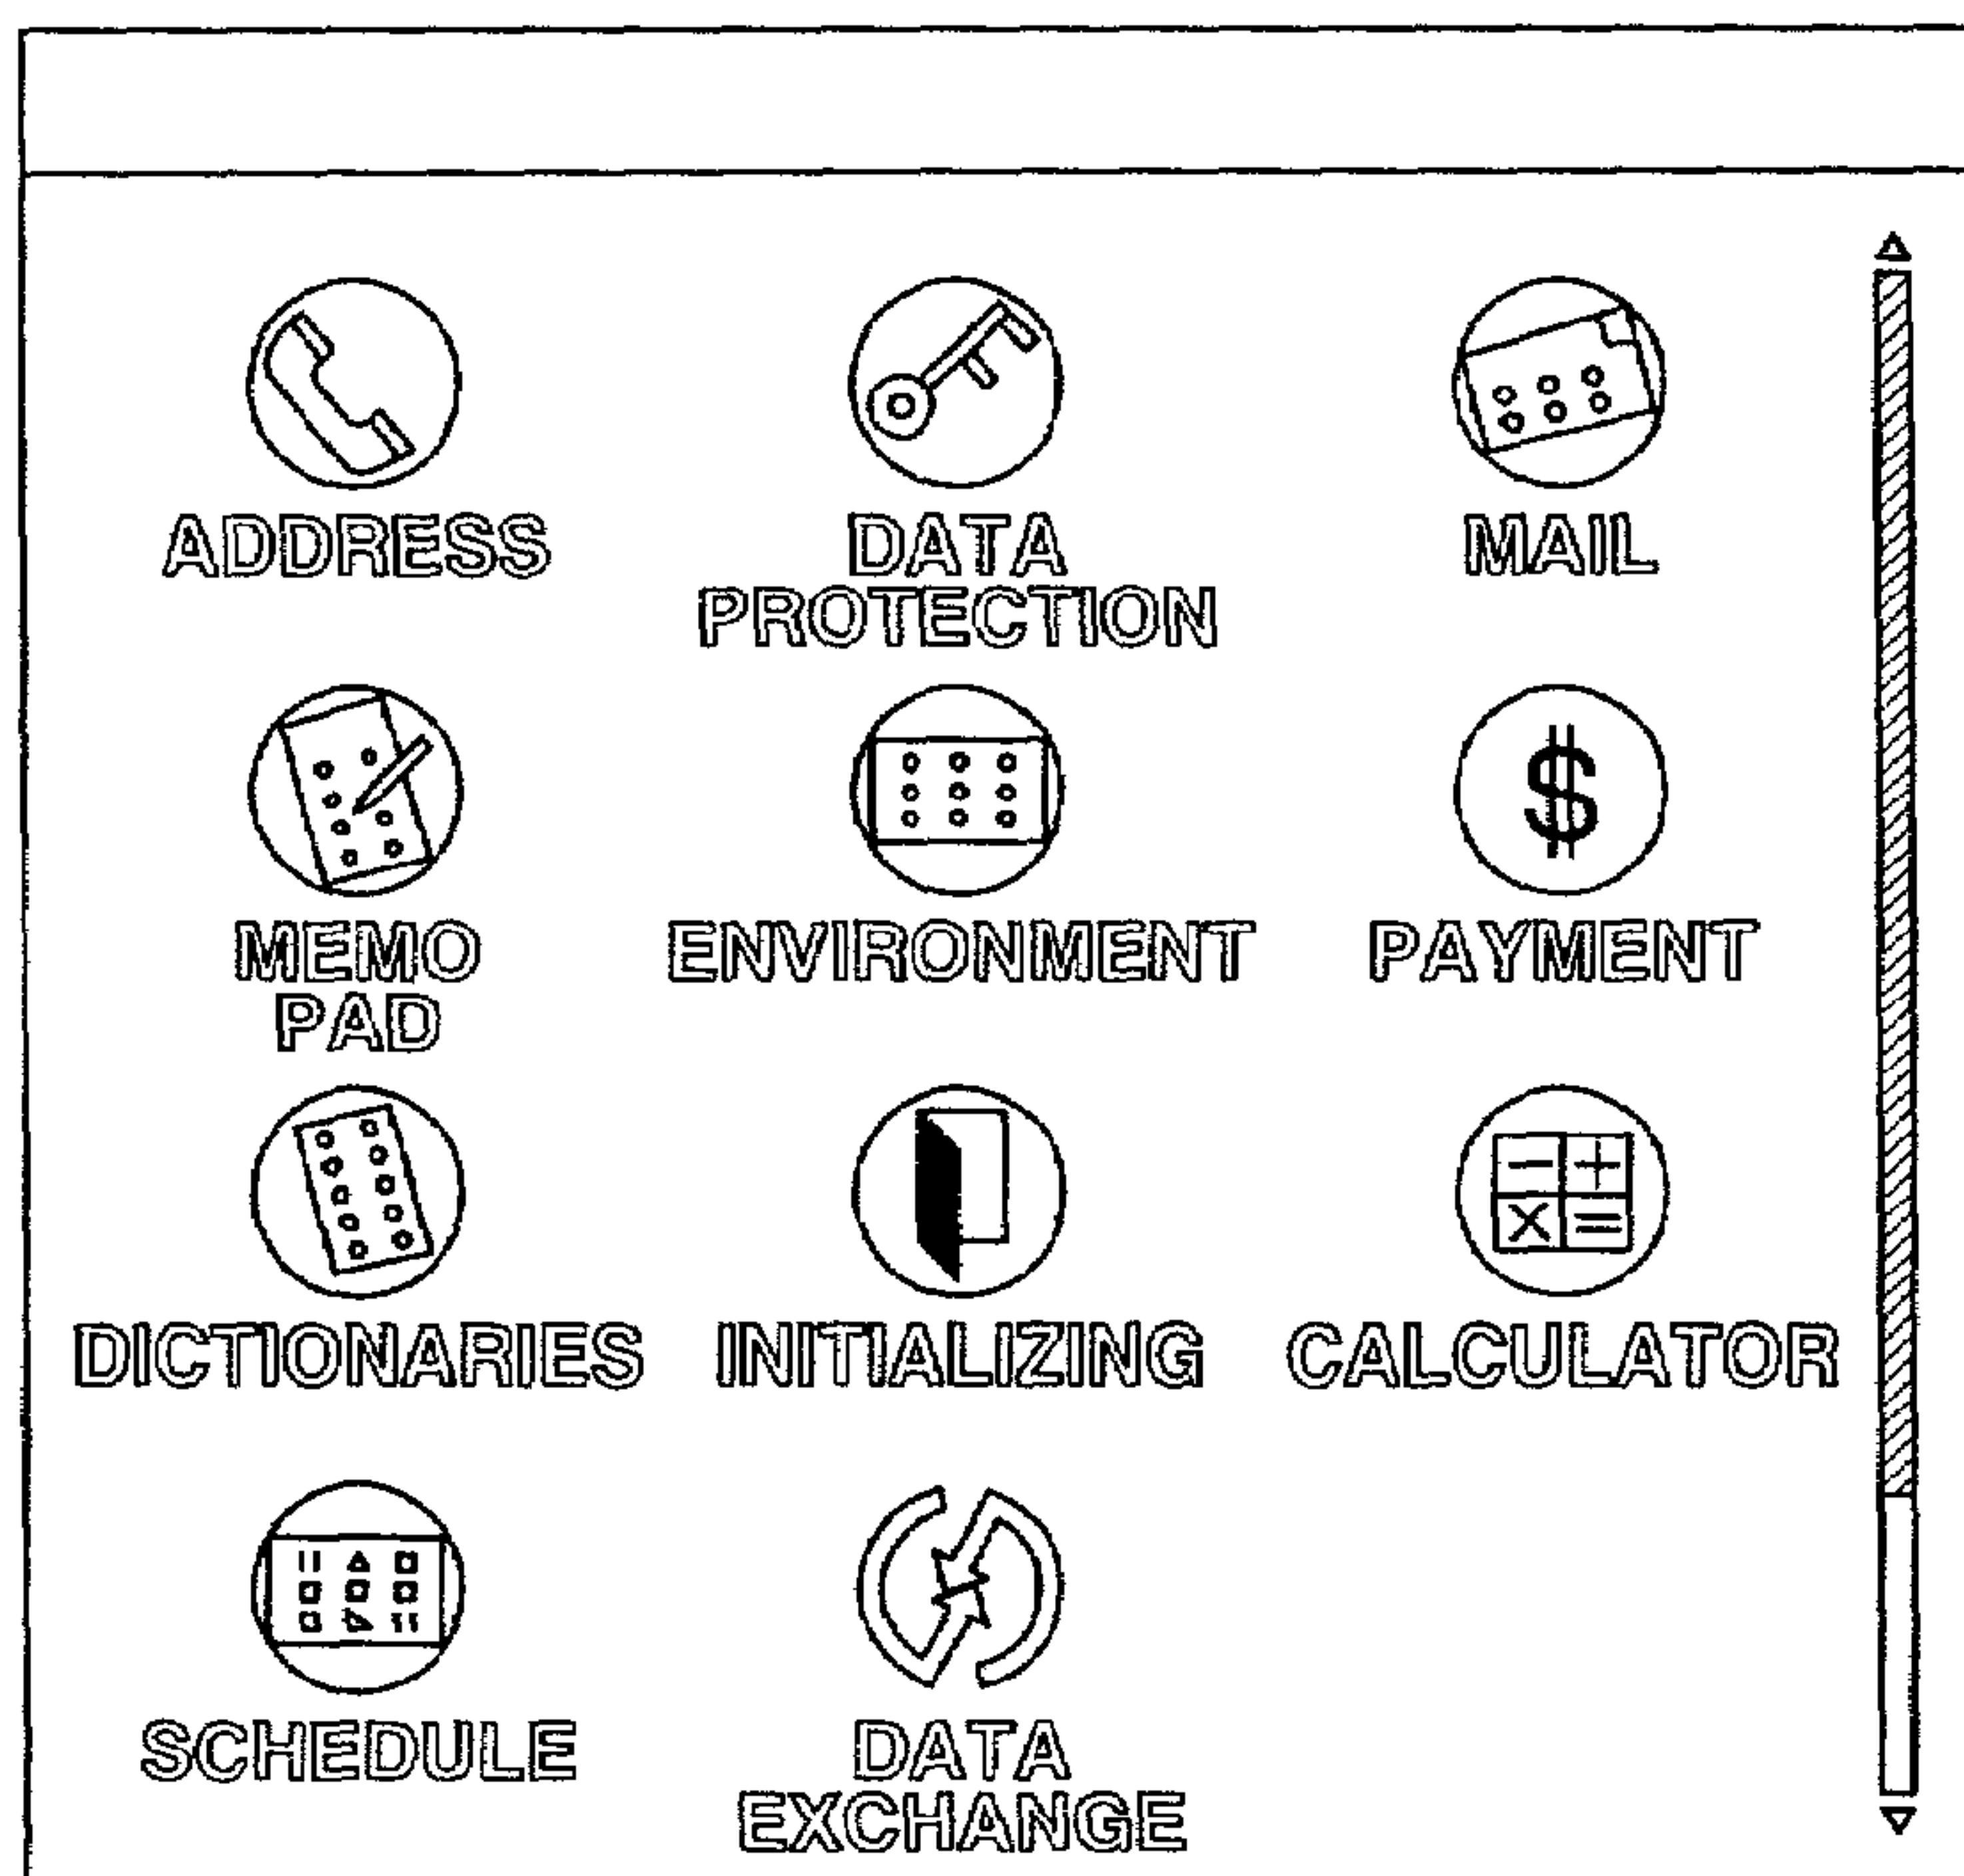 ADDRESS
DATA
PROTECTION
MAIL
MEMO
PAD
ENVIRONMENT
$
PAYMENT
DICTIONARIES
INITIALIZING
− +
× =
CALCULATOR
SCHEDULE
DATA
EXCHANGE